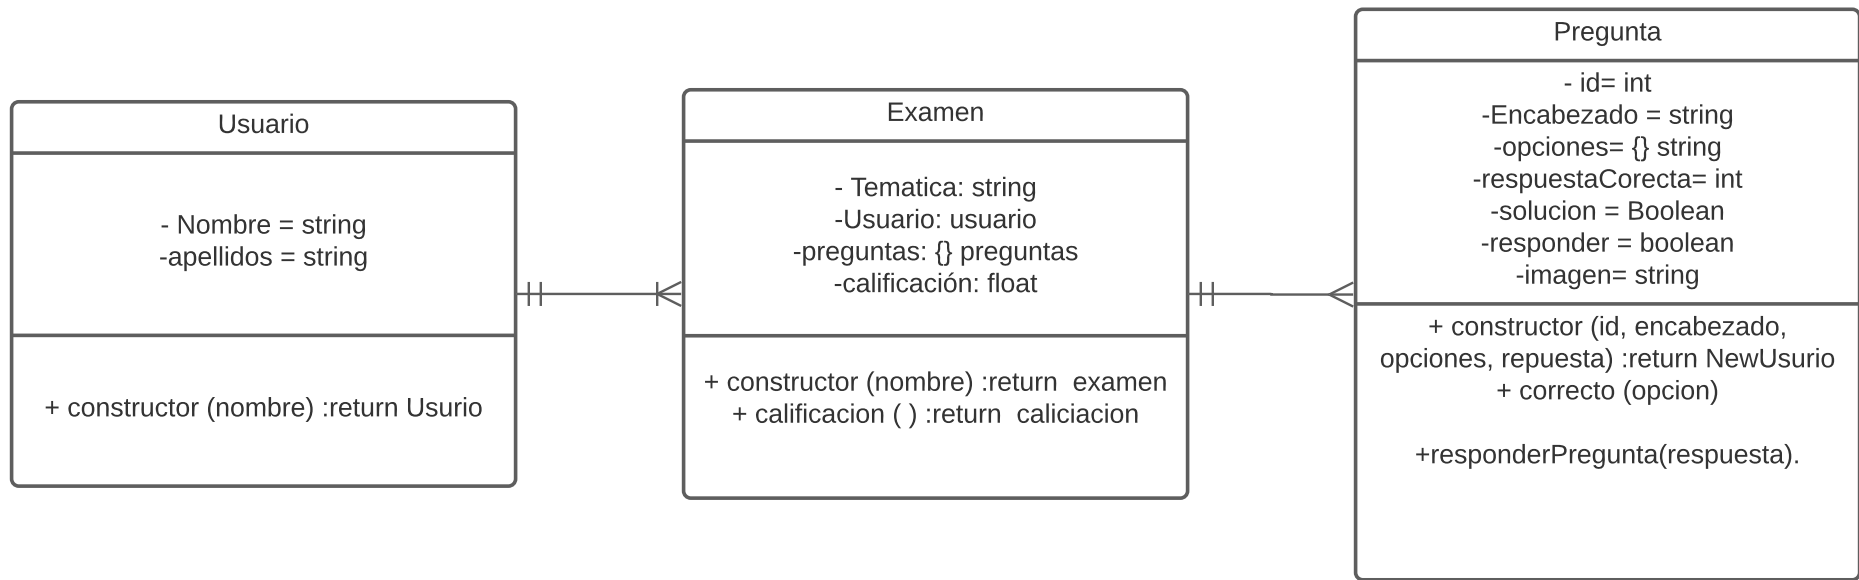 Usuario
- Nombre = string
-apellidos = string
+ constructor (nombre) :return Usurio
Examen
- Tematica: string
-Usuario: usuario
-preguntas: {} preguntas
-calificación: float
+ constructor (nombre) :return  examen
+ calificacion ( ) :return  caliciacion
Pregunta
- id= int
-Encabezado = string
-opciones= {} string
-respuestaCorecta= int
-solucion = Boolean
-responder = boolean
-imagen= string
+ constructor (id, encabezado,
opciones, repuesta) :return NewUsurio
+ correcto (opcion)
+responderPregunta(respuesta).